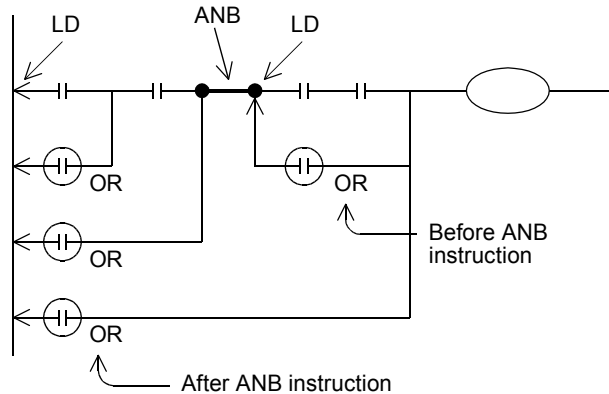 ANB
LD
LD
OR
OR
OR
Before ANB
instruction
OR
After ANB instruction